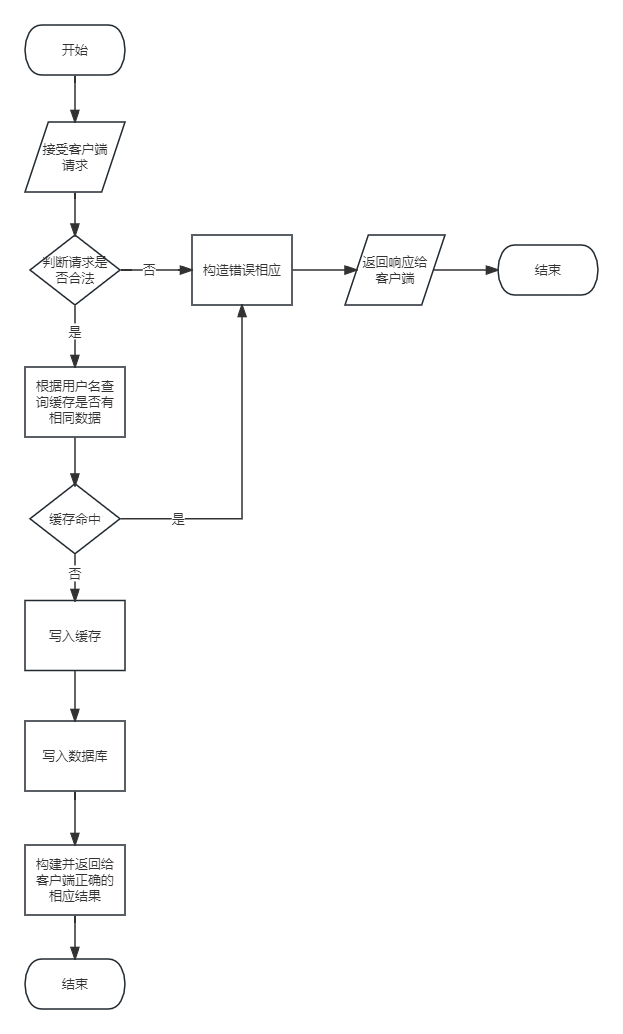 开始
接受客户端
请求
判断请求是
否合法
否
构造错误相应
返回响应给
客户端
结束
是
根据用户名查
询缓存是否有
相同数据
缓存命中
是
否
写入缓存
写入数据库
构建并返回给
客户端正确的
相应结果
结束